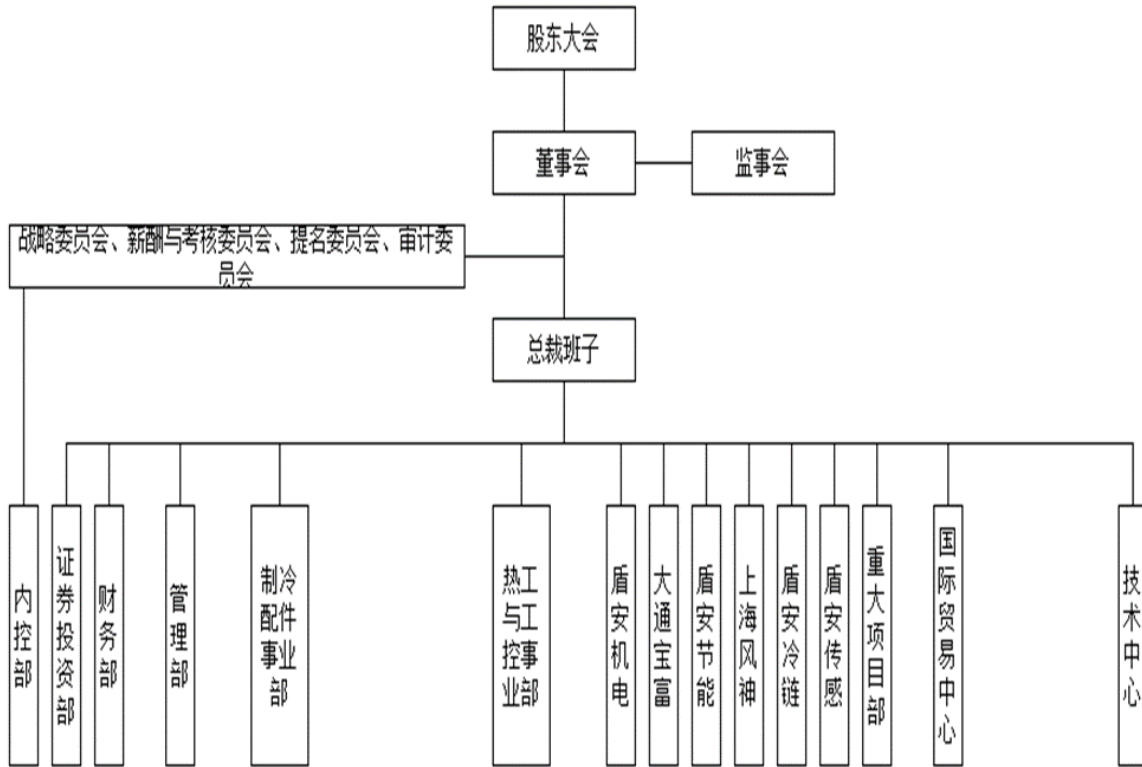 股东大会
董事会
监事会
战略委员会、薪酬与考核委员会、提名委员会、审计委
员会
总裁班子
内控部
证券投资部
财务部
管理部
制冷
配件
事业
部
热工
与工
控事
业部
盾安机电
大通宝富
盾安节能
上海风神
盾安冷链
盾安传感
重大项目部
国际贸易中心
技术中心